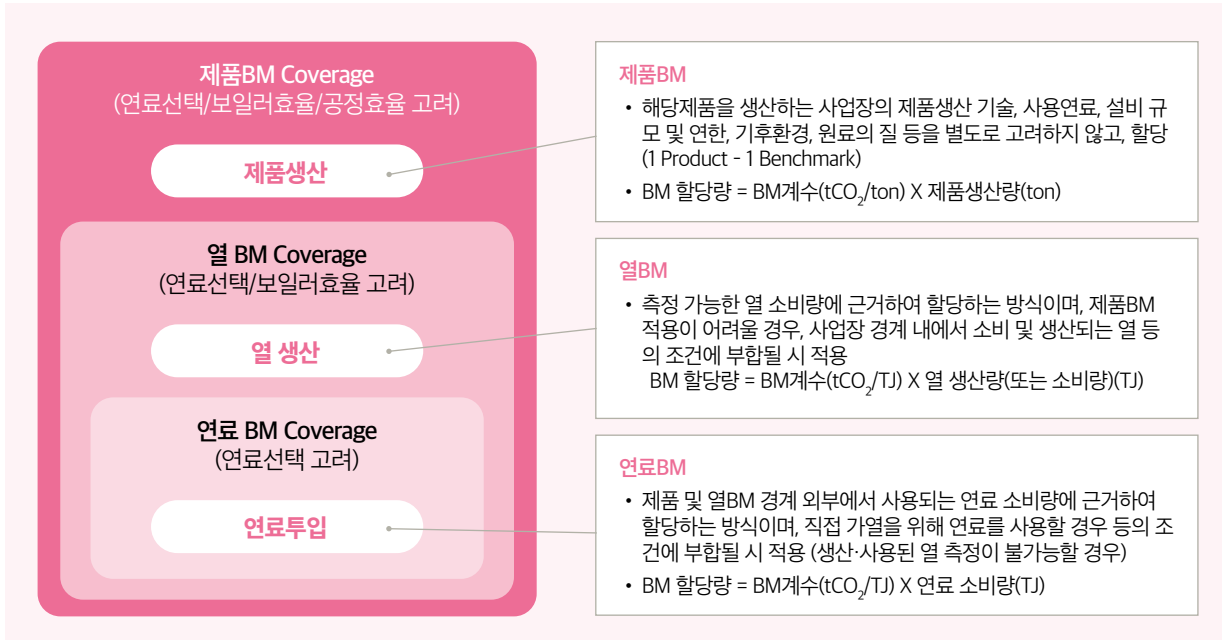 제품BM Coverage
(연료선택/보일러효율/공정효율 고려)
제품생산
열 BM Coverage
(연료선택/보일러효율 고려)
열 생산
연료 BM Coverage
(연료선택 고려)
연료투입
제품BM
• 해당제품을 생산하는 사업장의 제품생산 기술, 사용연료, 설비 규
모 및 연한, 기후환경, 원료의 질 등을 별도로 고려하지 않고, 할당
(1 Product - 1 Benchmark)
• BM 할당량 = BM계수(tCO₂/ton) X 제품생산량(ton)
열BM
• 측정 가능한 열 소비량에 근거하여 할당하는 방식이며, 제품BM
적용이 어려울 경우, 사업장 경계 내에서 소비 및 생산되는 열 등
의 조건에 부합될 시 적용
BM 할당량 = BM계수(tCO₂/TJ) X 열 생산량(또는 소비량)(TJ)
연료BM
• 제품 및 열BM 경계 외부에서 사용되는 연료 소비량에 근거하여
할당하는 방식이며, 직접 가열을 위해 연료를 사용할 경우 등의 조
건에 부합될 시 적용 (생산·사용된 열 측정이 불가능할 경우)
• BM 할당량 = BM계수(tCO₂/TJ) X 연료 소비량(TJ)